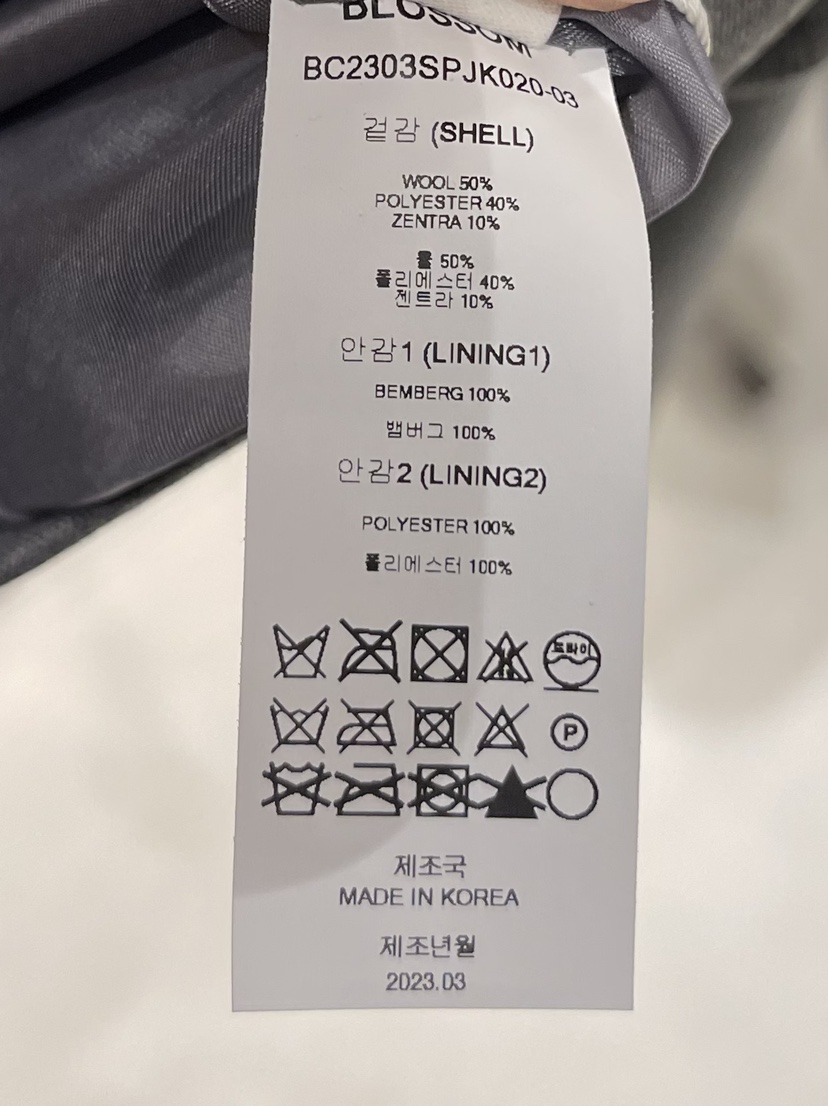 BLOSSOM
BC2303SPJK020-03
겉감 (SHELL)
WOOL 50%
POLYESTER 40%
ZENTRA 10%
울 50%
폴리에스터 40%
젠트라 10%
안감1 (LINING1)
BEMBERG 100%
뱀버그 100%
안감2 (LINING2)
POLYESTER 100%
폴리에스터 100%
드라이
P
제조국
MADE IN KOREA
제조년월
2023.03